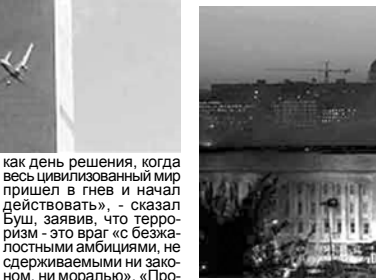 как день решения, когда
весь цивилизованный мир
пришел в гнев и начал
действовать», - сказал
Буш, заявив, что терро-
ризм - это враг «с безжа-
лостными амбициями, не
сдерживаемыми ни зако-
ном, ни моралью». «Про-